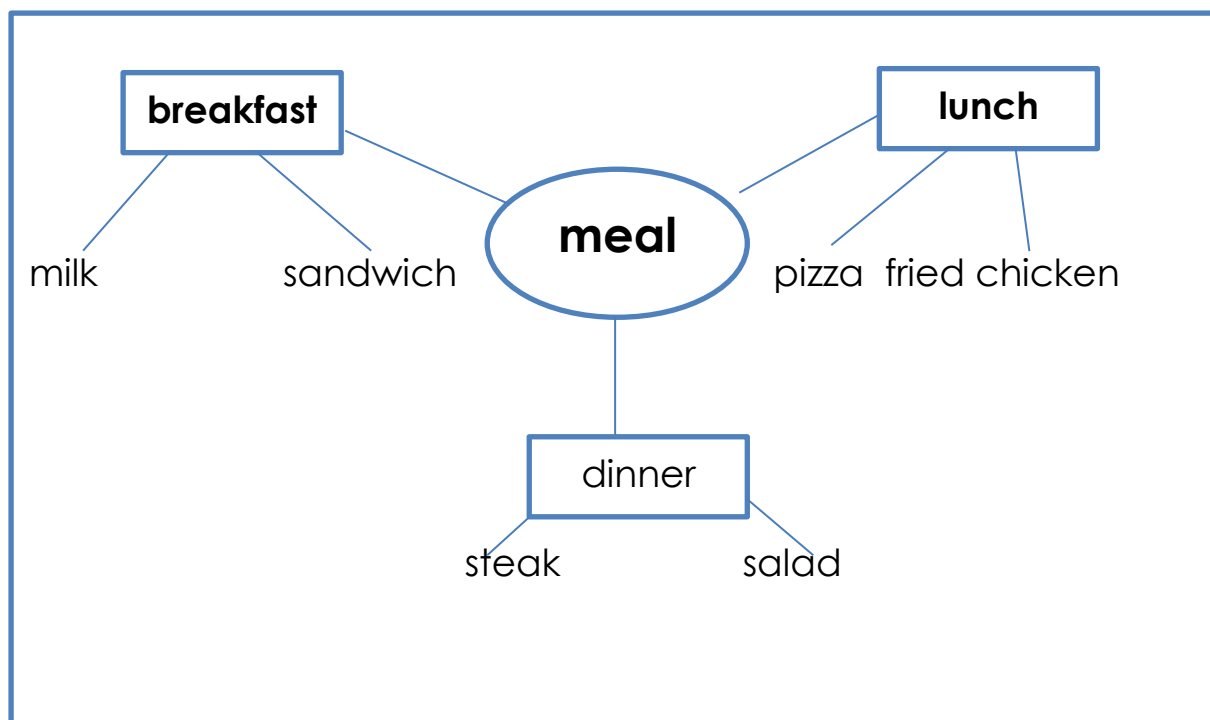 breakfast
lunch
meal
milk
sandwich
pizza fried chicken
dinner
steak
salad